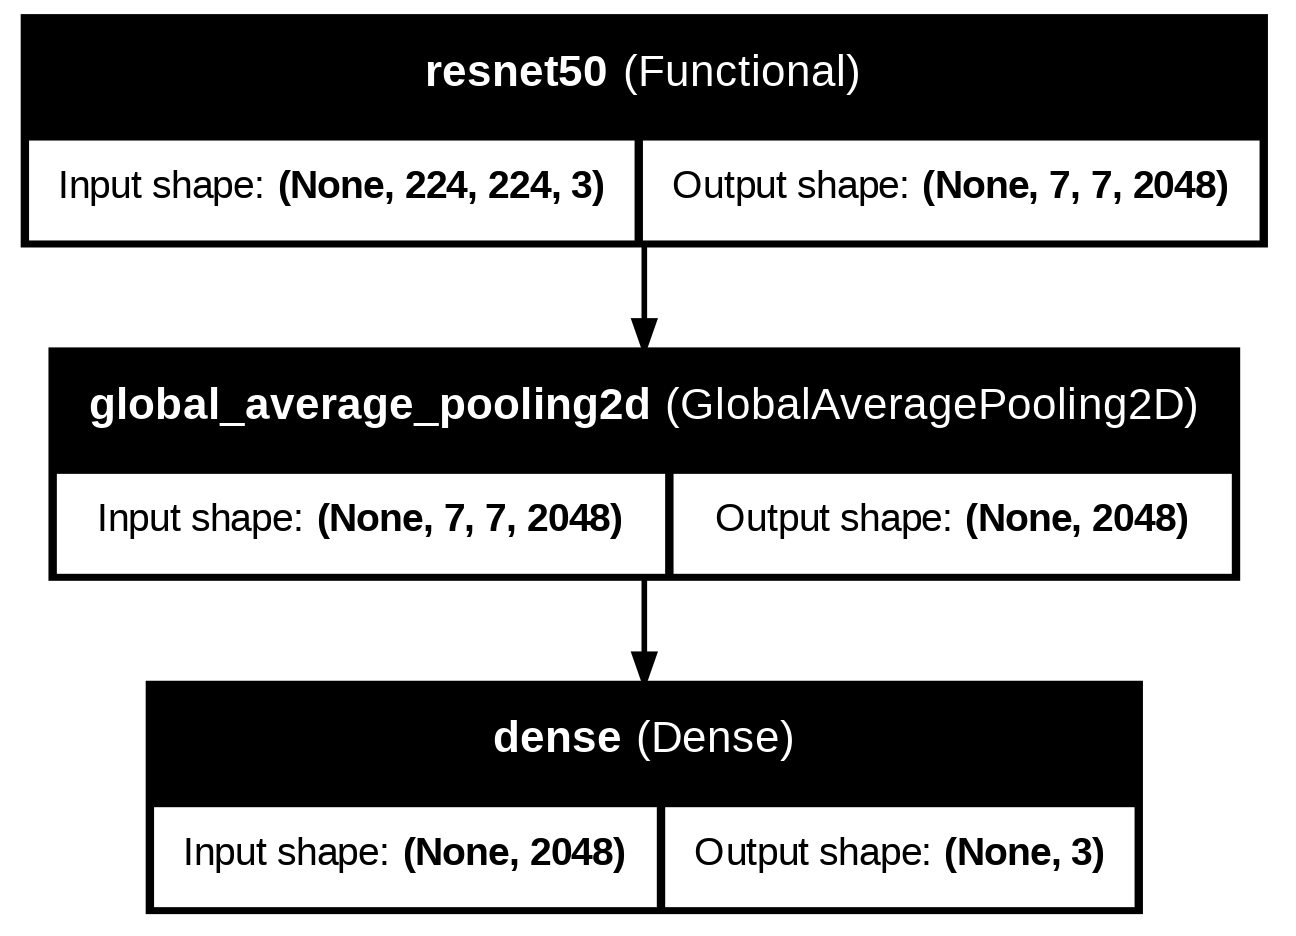 resnet50 (Functional)
Input shape: (None, 224, 224, 3) Output shape: (None, 7, 7, 2048)
global_average_pooling2d (GlobalAveragePooling2D)
Input shape: (None, 7, 7, 2048) Output shape: (None, 2048)
dense (Dense)
Input shape: (None, 2048) Output shape: (None, 3)